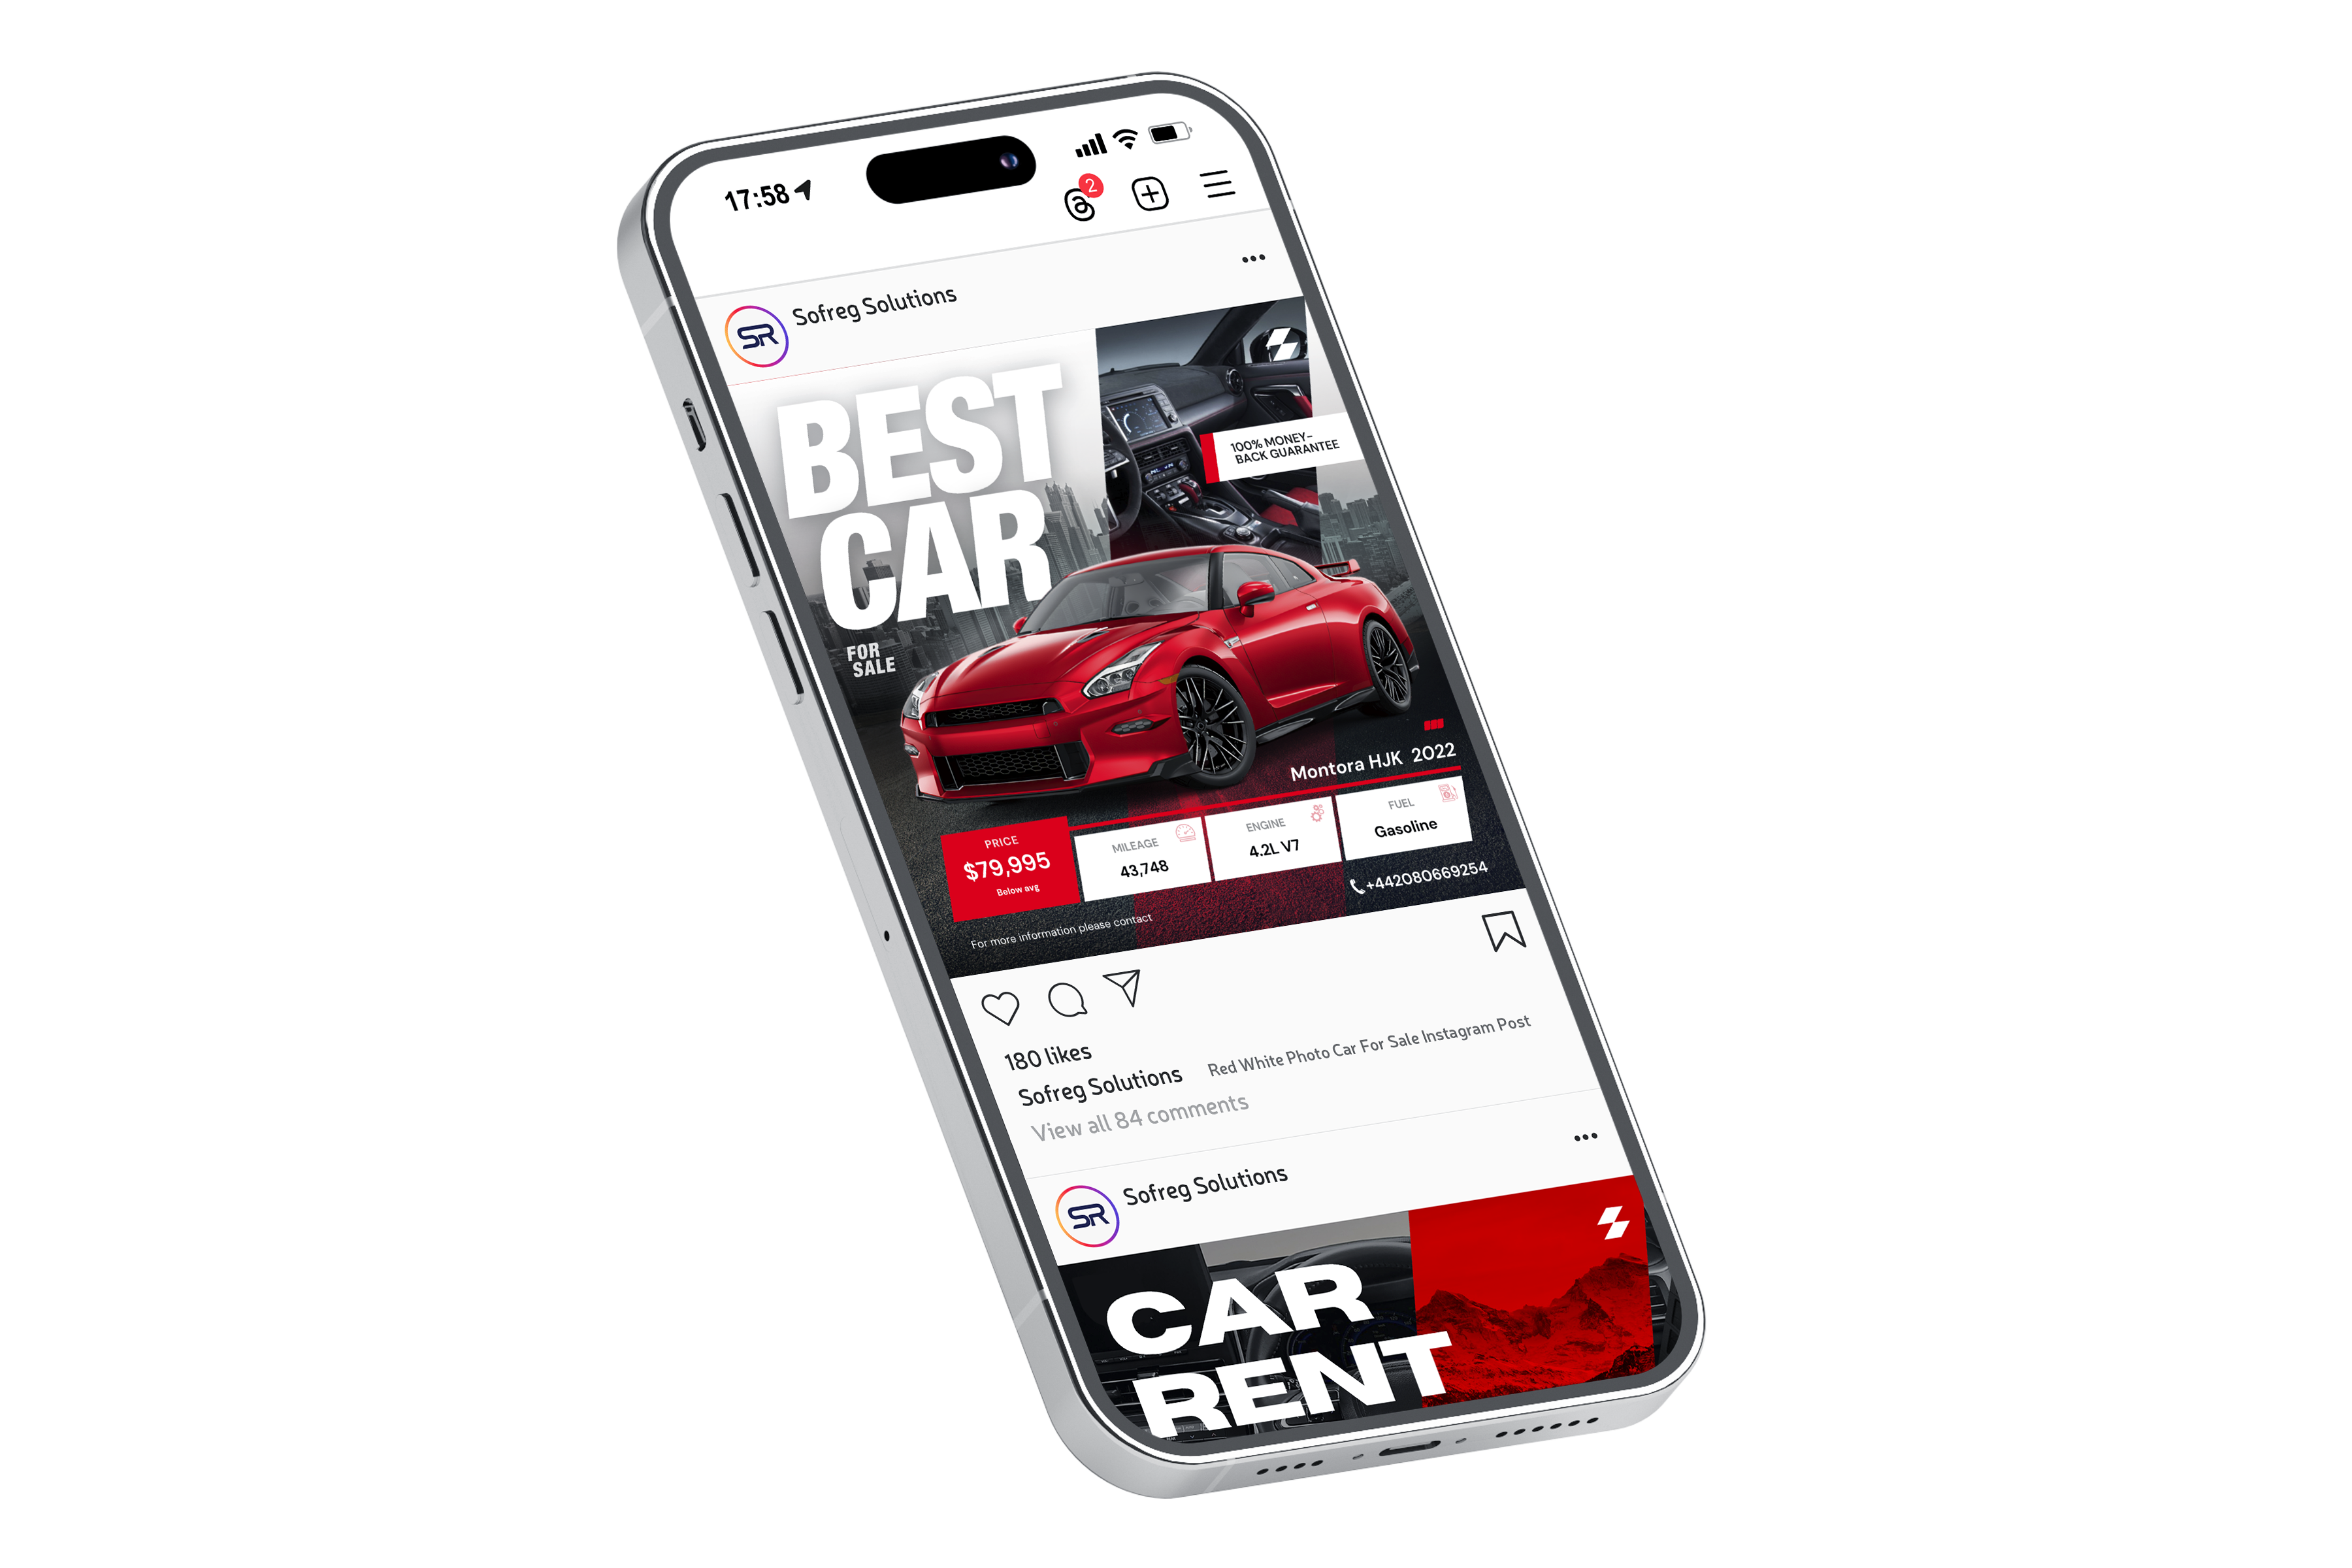 17:58
2
Sofreg Solutions
SR
BEST
CAR
FOR
SALE
100% MONEY-
BACK GUARANTEE
Montora HJK 2022
PRICE
$79,995
Below avg
MILEAGE
43,748
ENGINE
4.2L V7
FUEL
Gasoline
+442080669254
For more information please contact
180 likes
Sofreg Solutions Red White Photo Car For Sale Instagram Post
View all 84 comments
SR
Sofreg Solutions
CAR
RENT